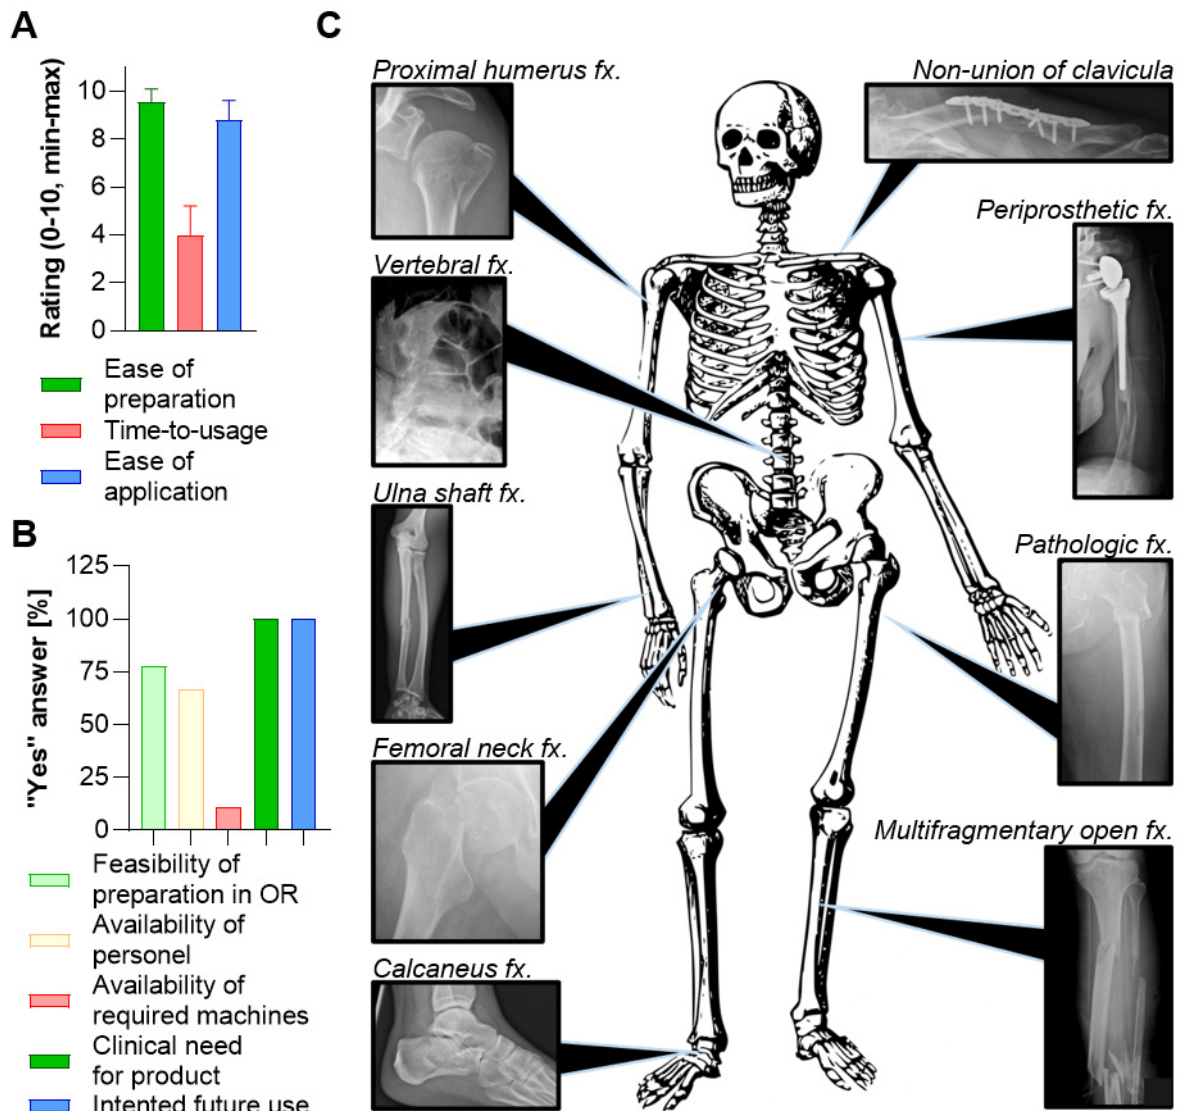 A
Rating (0-10, min-max)
10
8
6
4
2
0
Ease of
preparation
Time-to-usage
Ease of
application
B
"Yes" answer [%]
125
100
75
50
25
0
Feasibility of
preparation in OR
Availability of
personel
Availability of
required machines
Clinical need
for product
Intented future use
C
Proximal humerus fx.
Non-union of clavicula
Periprosthetic fx.
Vertebral fx.
Ulna shaft fx.
Pathologic fx.
Femoral neck fx.
Multifragmentary open fx.
Calcaneus fx.